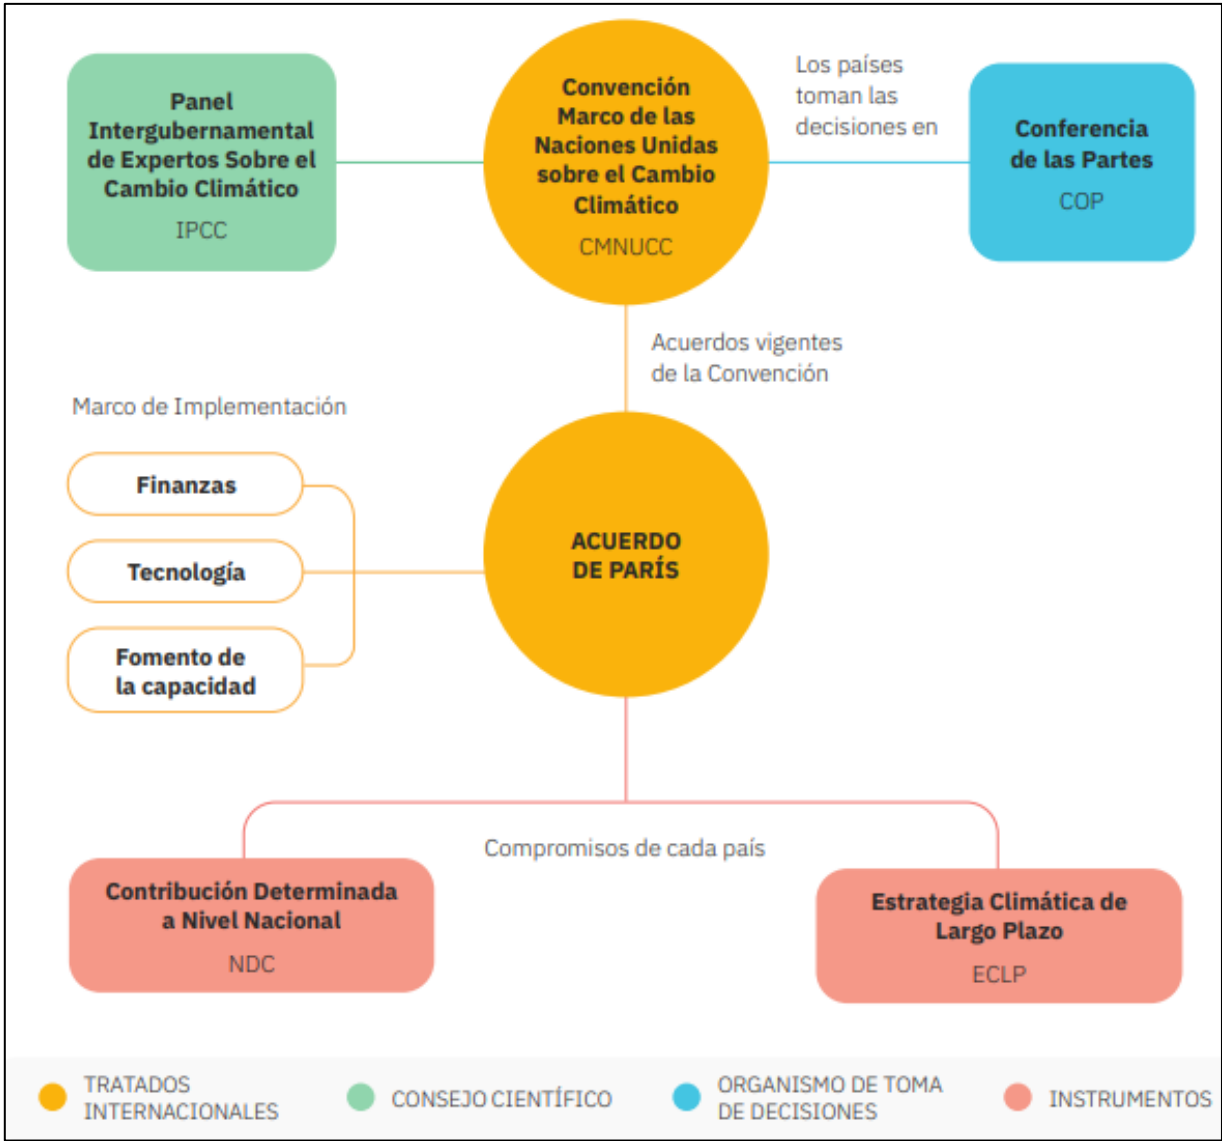 Panel
Intergubernamental
de Expertos Sobre el
Cambio Climático
IPCC
Convención
Marco de las
Naciones Unidas
sobre el Cambio
Climático
CMNUCC
Los países
toman las
decisiones en
Conferencia
de las Partes
COP
Acuerdos vigentes
de la Convención
Marco de Implementación
Finanzas
Tecnología
Fomento de
la capacidad
ACUERDO
DE PARÍS
Compromisos de cada país
Contribución Determinada
a Nivel Nacional
NDC
Estrategia Climática de
Largo Plazo
ECLP
TRATADOS
INTERNACIONALES
CONSEJO CIENTÍFICO
ORGANISMO DE TOMA
DE DECISIONES
INSTRUMENTOS